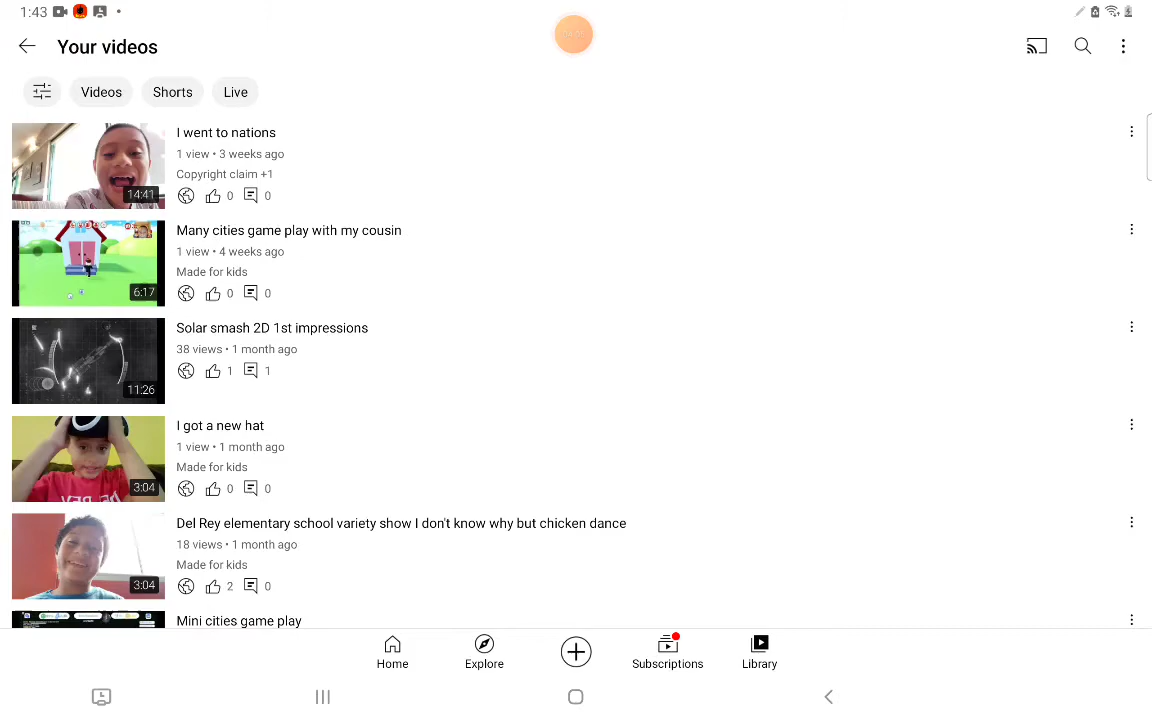 1:43
Your videos
Videos
Shorts
Live
I went to nations
1 view • 3 weeks ago
Copyright claim +1
0
0
14:41
Many cities game play with my cousin
1 view • 4 weeks ago
Made for kids
0
0
6:17
Solar smash 2D 1st impressions
38 views • 1 month ago
1
1
11:26
I got a new hat
1 view • 1 month ago
Made for kids
0
0
3:04
Del Rey elementary school variety show I don't know why but chicken dance
18 views • 1 month ago
Made for kids
2
0
3:04
Mini cities game play
Home
Explore
Subscriptions
Library